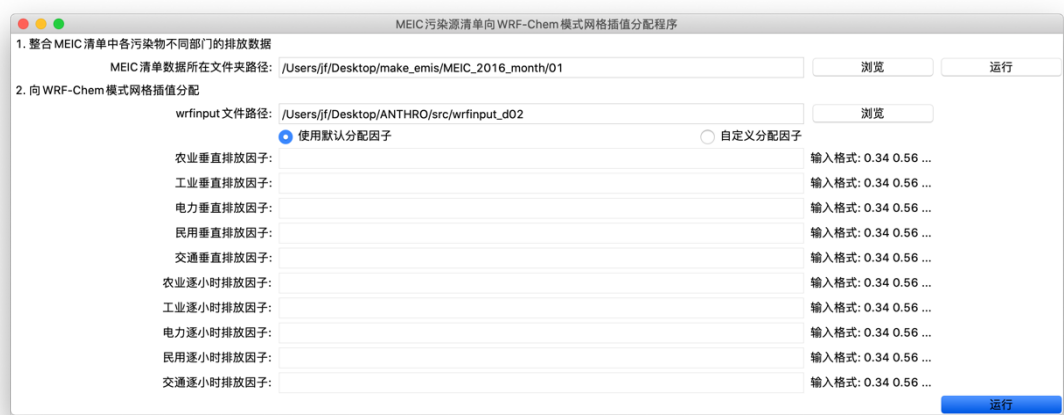 MEIC污染源清单向WRF-Chem模式网格插值分配程序
1. 整合MEIC清单中各污染物不同部门的排放数据
MEIC清单数据所在文件夹路径: /Users/jf/Desktop/make_emis/MEIC_2016_month/01 浏览 运行
2. 向WRF-Chem模式网格插值分配
wrfinput文件路径: /Users/jf/Desktop/ANTHRO/src/wrfinput_d02 浏览
使用默认分配因子 自定义分配因子
农业垂直排放因子: 输入格式: 0.34 0.56 ...
工业垂直排放因子: 输入格式: 0.34 0.56 ...
电力垂直排放因子: 输入格式: 0.34 0.56 ...
民用垂直排放因子: 输入格式: 0.34 0.56 ...
交通垂直排放因子: 输入格式: 0.34 0.56 ...
农业逐小时排放因子: 输入格式: 0.34 0.56 ...
工业逐小时排放因子: 输入格式: 0.34 0.56 ...
电力逐小时排放因子: 输入格式: 0.34 0.56 ...
民用逐小时排放因子: 输入格式: 0.34 0.56 ...
交通逐小时排放因子: 输入格式: 0.34 0.56 ...
运行